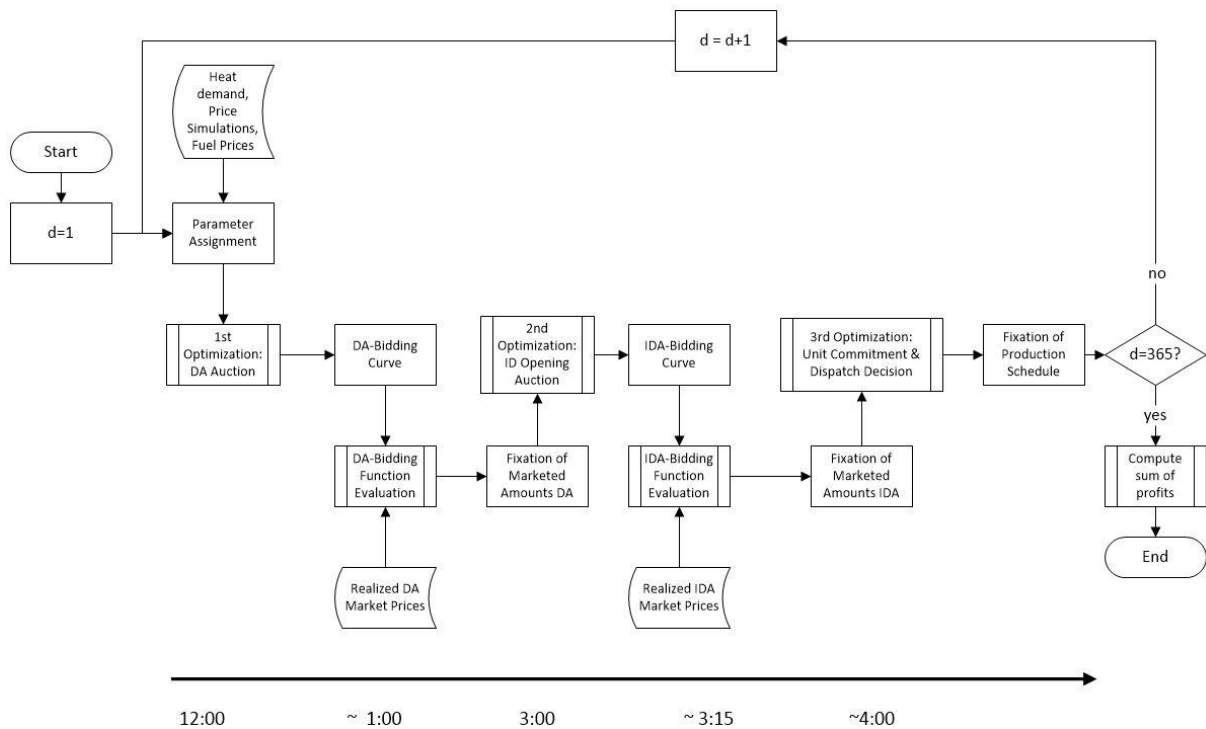 d = d+1
Heat
demand,
Price
Simulations,
Fuel Prices
Start
d=1
Parameter
Assignment
no
1st
Optimization:
DA Auction
DA-Bidding
Curve
2nd
Optimization:
ID Opening
Auction
IDA-Bidding
Curve
3rd Optimization:
Unit Commitment &
Dispatch Decision
Fixation of
Production
Schedule
d=365?
yes
DA-Bidding
Function
Evaluation
Fixation of
Marketed
Amounts DA
IDA-Bidding
Function
Evaluation
Fixation of
Marketed
Amounts IDA
Compute
sum of
profits
End
Realized DA
Market Prices
Realized IDA
Market Prices
12:00 ~ 1:00 3:00 ~ 3:15 ~4:00